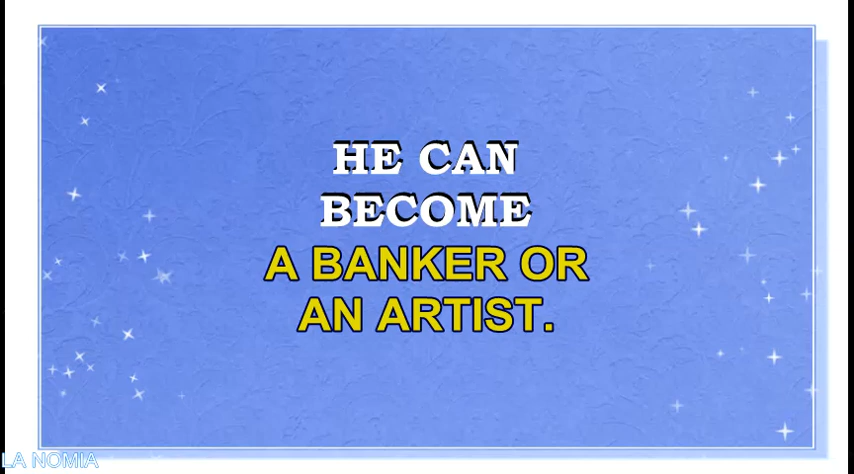 HE CAN
BECOME
A BANKER OR
AN ARTIST.
LA NOMIA